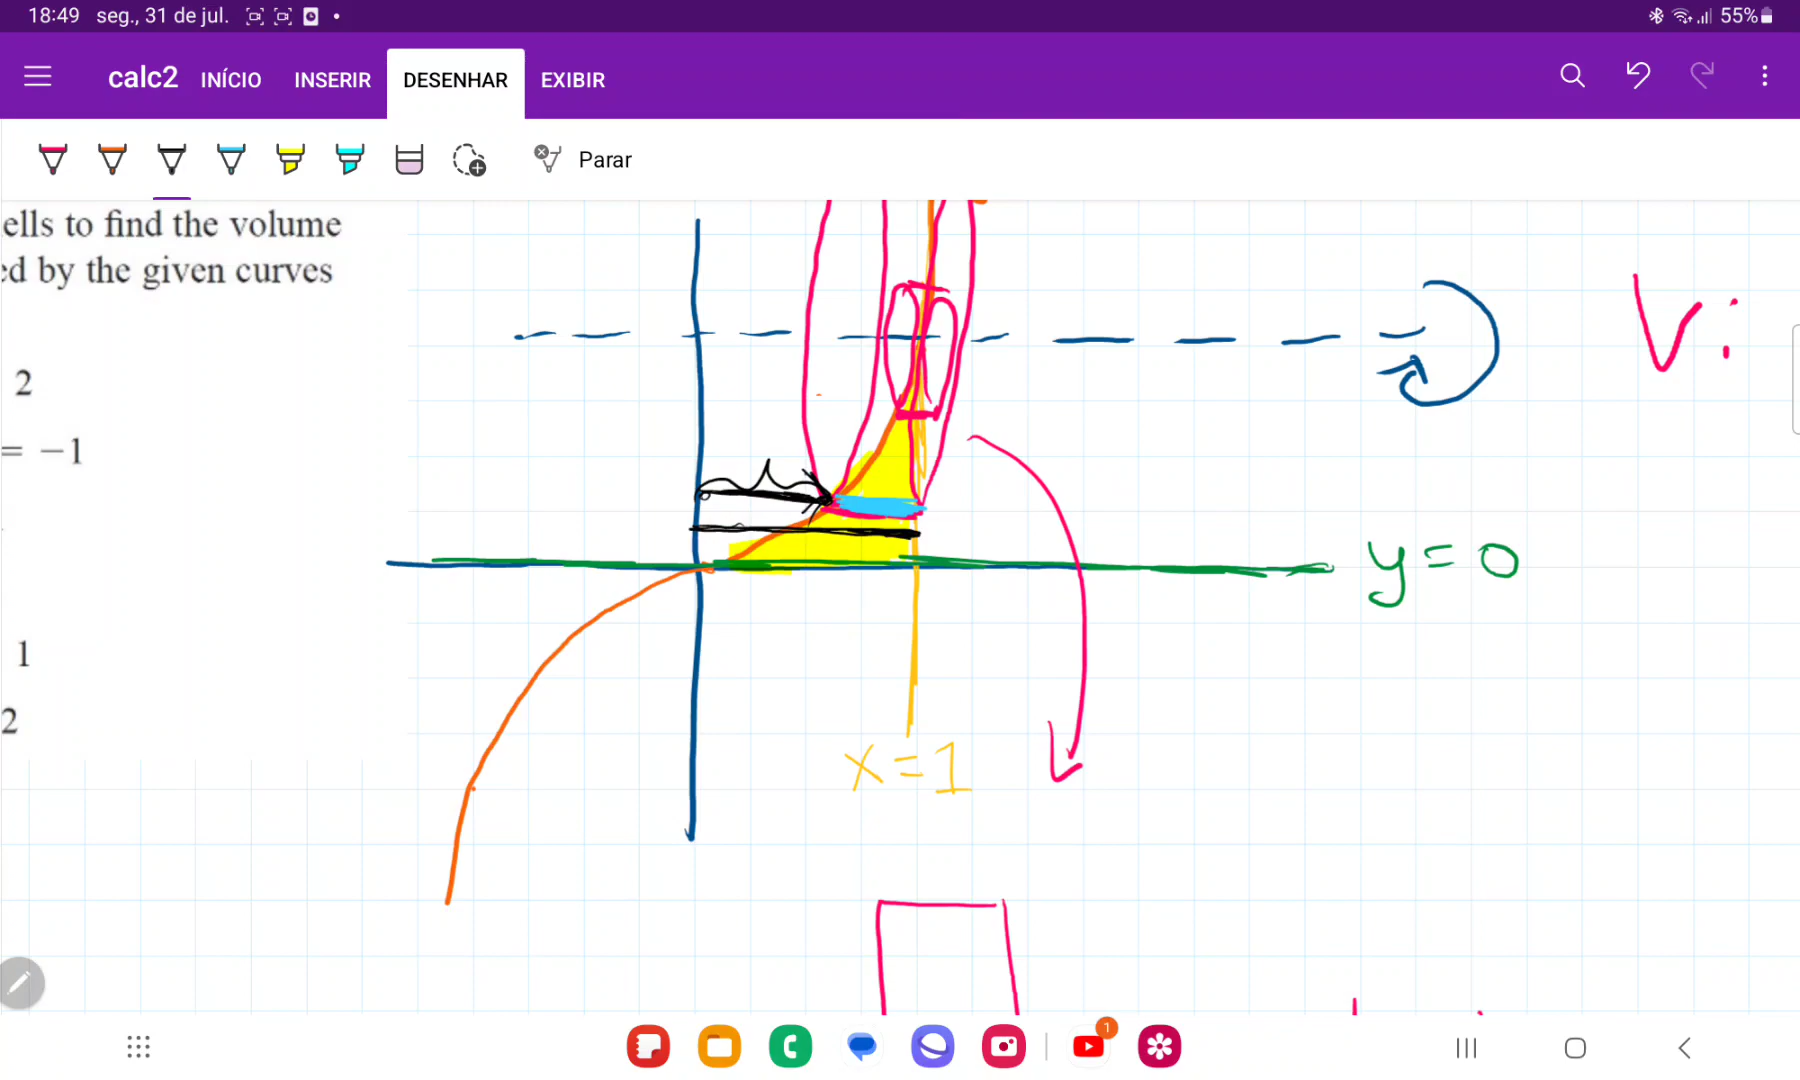 18:49 seg., 31 de jul. 55%
calc2 INÍCIO INSERIR DESENHAR EXIBIR
Parar
ells to find the volume
ed by the given curves
V:
2
= −1
y = 0
1
2
x = 1
1